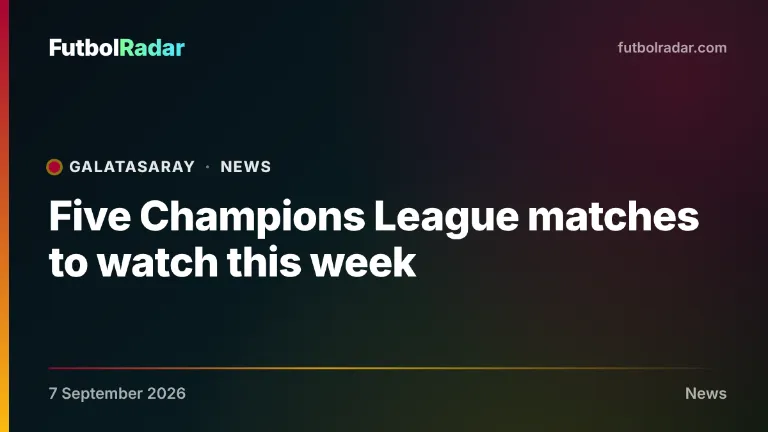 FutbolRadar
futbolradar.com
GALATASARAY · NEWS
Five Champions League matches
to watch this week
7 September 2026
News